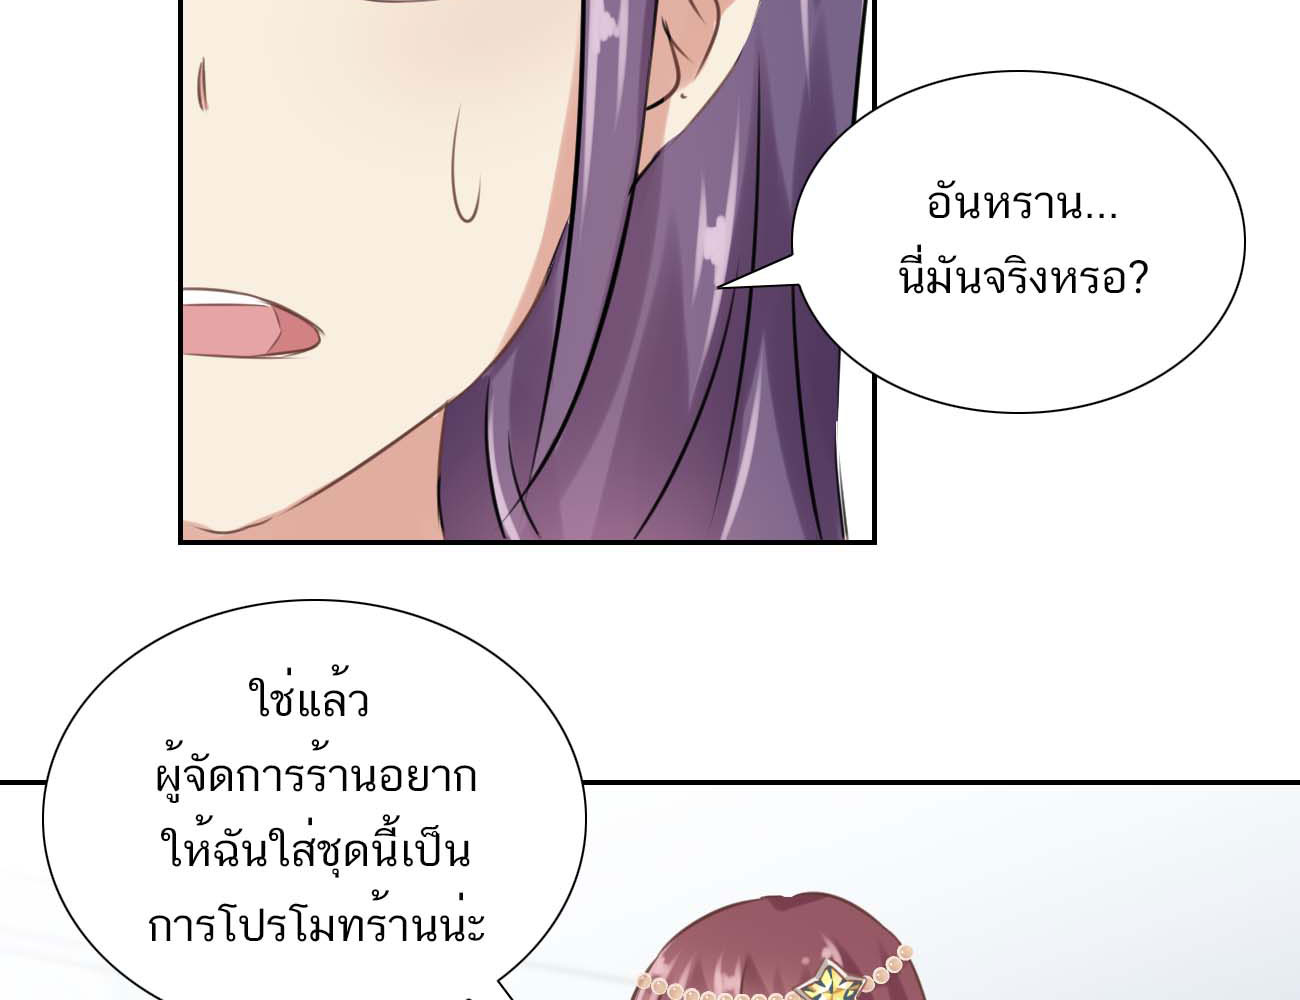 อันหราน...
นี่มันจริงหรอ?
ใช่แล้ว
ผู้จัดการร้านอยาก
ให้ฉันใส่ชุดนี้เป็น
การโปรโมทร้านน่ะ